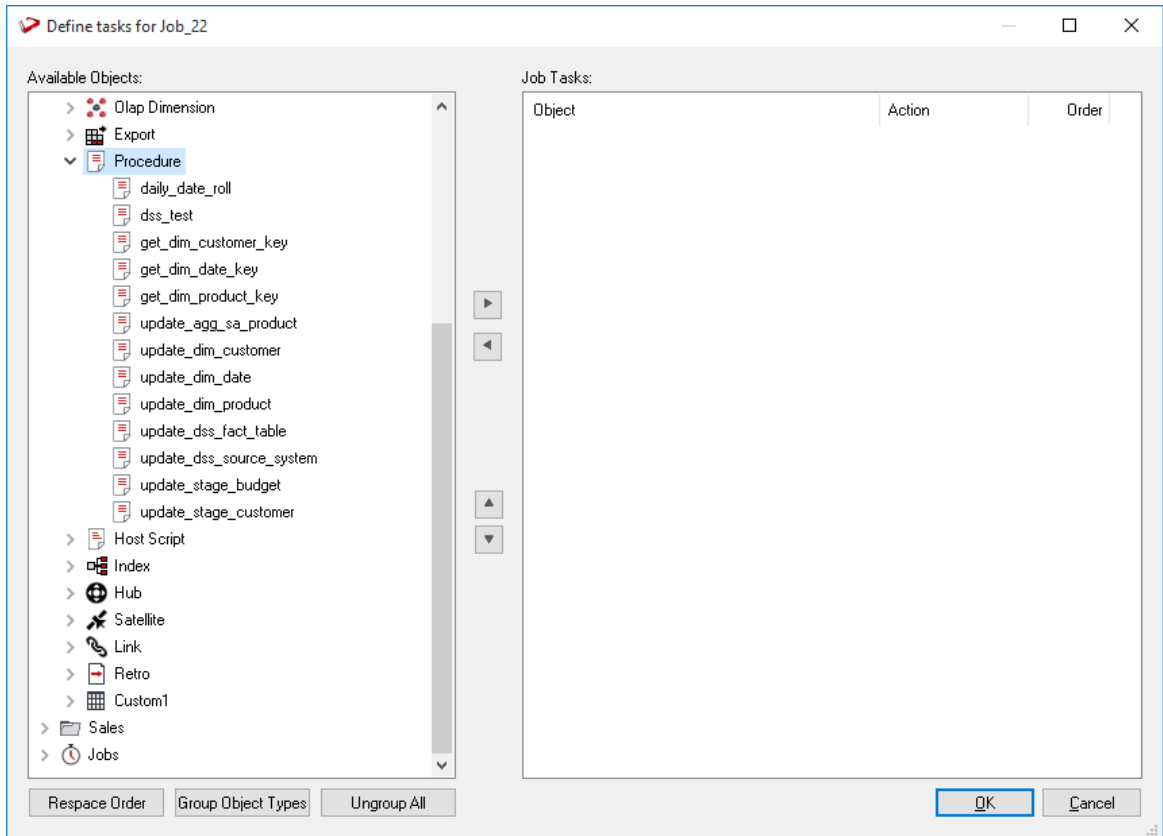 Define tasks for Job_22
Available Objects:
Olap Dimension
Export
Procedure
daily_date_roll
dss_test
get_dim_customer_key
get_dim_date_key
get_dim_product_key
update_agg_sa_product
update_dim_customer
update_dim_date
update_dim_product
update_dss_fact_table
update_dss_source_system
update_stage_budget
update_stage_customer
Host Script
Index
Hub
Satellite
Link
Retro
Custom1
Sales
Jobs
Respace Order Group Object Types Ungroup All
Job Tasks:
Object Action Order
OK Cancel